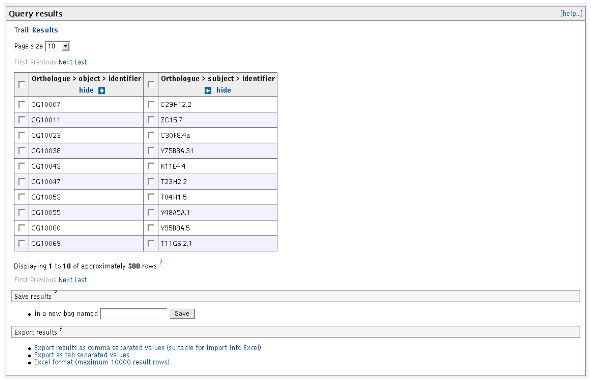 Query results [help..]
Trail Results
Page size 10
First Previous Next Last
Orthologue > object > identifier Orthologue > subject > identifier
hide hide
CG10007 C29H12.2
CG10011 ZC15.7
CG10023 C30F8.4a
CG10038 Y75B8A.31
CG10043 K11E4.4
CG10047 T23H2.2
CG10053 T04H1.5
CG10055 Y48A5A.1
CG10060 Y95B8A.5
CG10069 T11G6.2.1
Displaying 1 to 10 of approximately 500 rows ?
First Previous Next Last
Save results ?
in a new bag named Save
Export results ?
Export results as comma separated values (suitable for import into Excel)
Export as tab separated values
Excel format (maximum 10000 result rows)